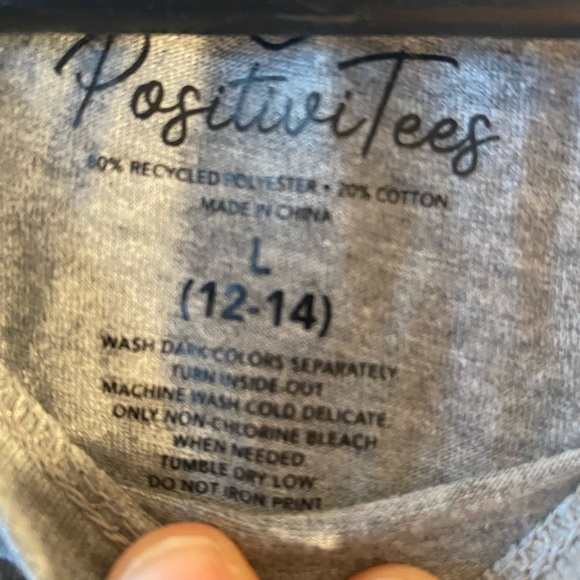 PositiviTees
80% RECYCLED POLYESTER • 20% COTTON
MADE IN CHINA
L
(12-14)
WASH DARK COLORS SEPARATELY
TURN INSIDE OUT
MACHINE WASH COLD DELICATE
ONLY NON-CHLORINE BLEACH
WHEN NEEDED
TUMBLE DRY LOW
DO NOT IRON PRINT